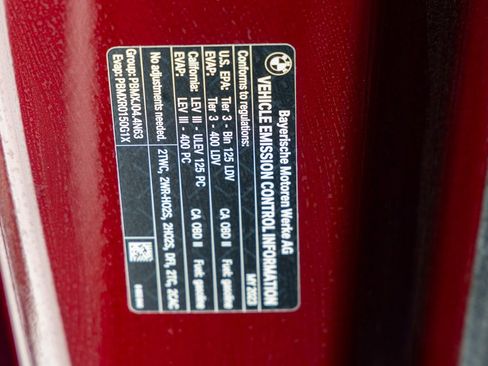 Bayerische Motoren Werke AG
VEHICLE EMISSION CONTROL INFORMATION
Conforms to regulations: MY 2023
U.S. EPA: Tier 3 - Bin 125 LDV CA OBD II Fuel: gasoline
EVAP: Tier 3 - 400 LDV
California: LEV III - ULEV 125 PC CA OBD II Fuel: gasoline
EVAP: LEV III - 400 PC
No adjustments needed. 2TWC, 2WR-HO2S, 2HO2S, DFI, 2TC, 2CAC
Group: PBMXJ04.4N63
Evap: PBMXR0150G1X